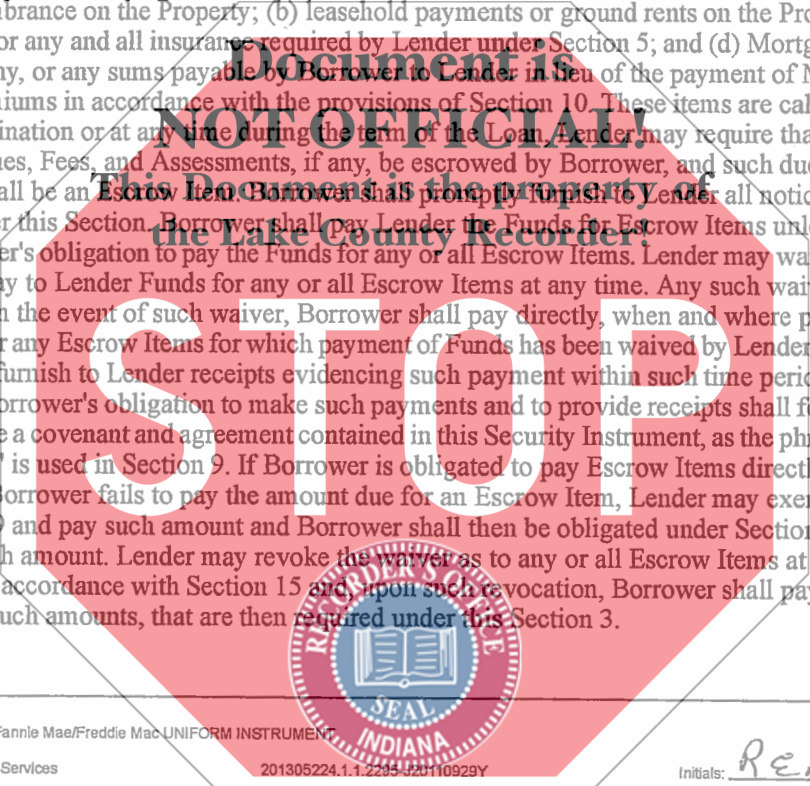 brance on the Property; (b) leasehold payments or ground rents on the Pro
or any and all insurance required by Lender under Section 5; and (d) Mortg
Document is
ny, or any sums payable by Borrower to Lender in lieu of the payment of M
iums in accordance with the provisions of Section 10. These items are cal
NOT OFFICIAL!
ination or at any time during the term of the Loan, Lender may require tha
es, Fees, and Assessments, if any, be escrowed by Borrower, and such due
This Document is the property of
all be an Escrow Item. Borrower shall promptly furnish to Lender all notic
r this Section. Borrower shall pay Lender the Funds for Escrow Items unl
the Lake County Recorder!
er's obligation to pay the Funds for any or all Escrow Items. Lender may wa
ay to Lender Funds for any or all Escrow Items at any time. Any such wai
n the event of such waiver, Borrower shall pay directly, when and where p
r any Escrow Items for which payment of Funds has been waived by Lender
furnish to Lender receipts evidencing such payment within such time perio
STOP
orrower's obligation to make such payments and to provide receipts shall f
e a covenant and agreement contained in this Security Instrument, as the ph
" is used in Section 9. If Borrower is obligated to pay Escrow Items direct
Borrower fails to pay the amount due for an Escrow Item, Lender may exe
9 and pay such amount and Borrower shall then be obligated under Section
h amount. Lender may revoke the waiver as to any or all Escrow Items at
accordance with Section 15 and, upon such revocation, Borrower shall pay
uch amounts, that are then required under this Section 3.
RECORDER'S OFFICE
SEAL
INDIANA
Fannie Mae/Freddie Mac UNIFORM INSTRUMENT
Services
201305224.1.1.2295-J20110929Y
Initials: